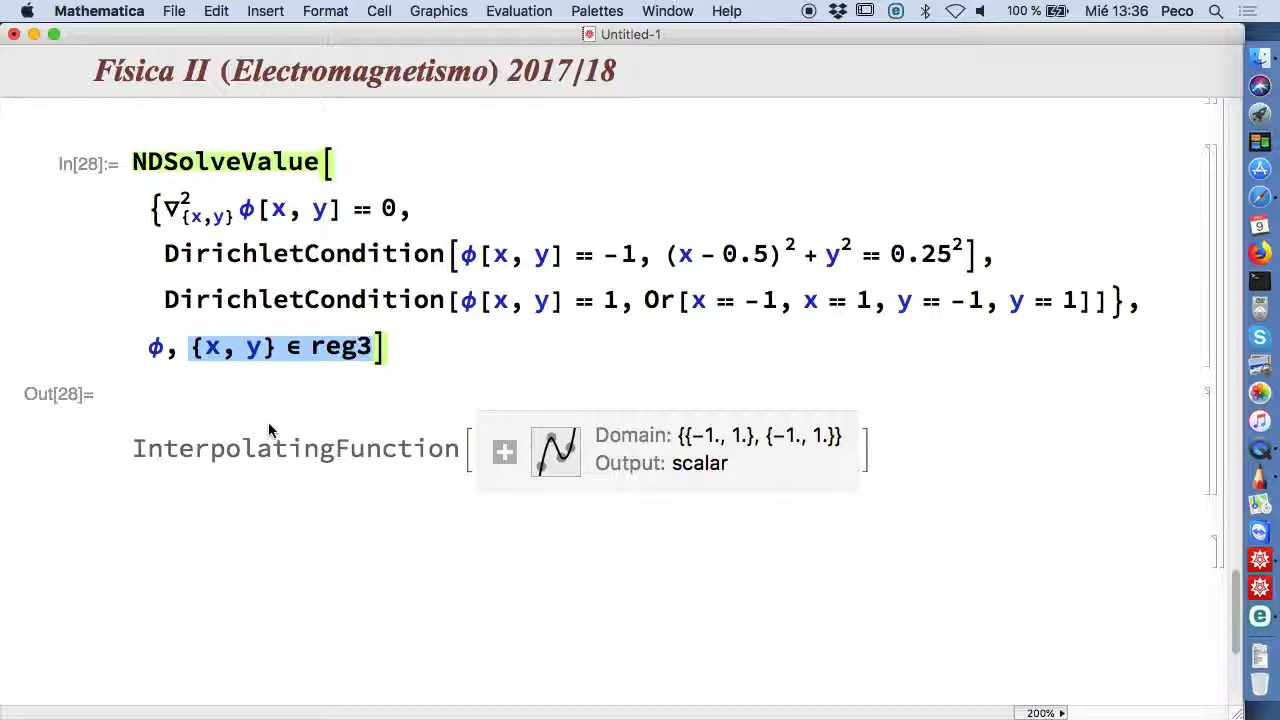 Mathematica File Edit Insert Format Cell Graphics Evaluation Palettes Window Help 100 % Mié 13:36 Peco
Untitled-1
Física II (Electromagnetismo) 2017/18
In[28]:= NDSolveValue[
{∇²{x,y} ϕ[x, y] == 0,
DirichletCondition[ϕ[x, y] == -1, (x - 0.5)² + y² == 0.25²],
DirichletCondition[ϕ[x, y] == 1, Or[x == -1, x == 1, y == -1, y == 1]]},
ϕ, {x, y} ∈ reg3]
Out[28]=
InterpolatingFunction[ Domain: {{-1., 1.}, {-1., 1.}}
Output: scalar ]
200%